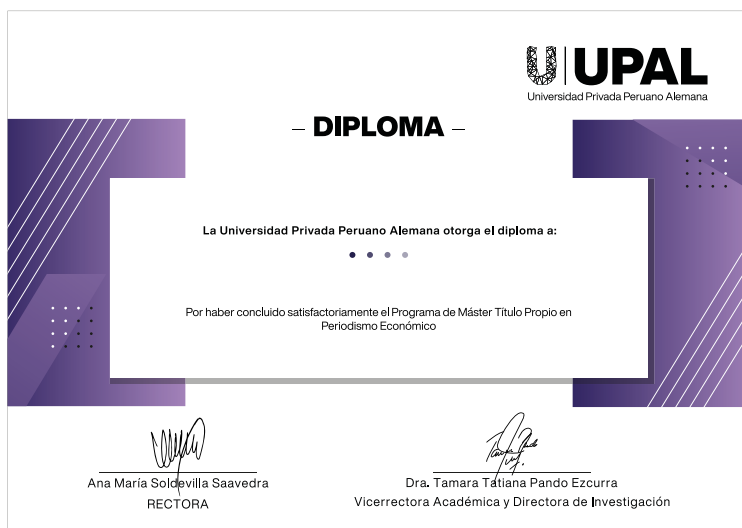 UPAL
Universidad Privada Peruano Alemana
– DIPLOMA –
La Universidad Privada Peruano Alemana otorga el diploma a:
Por haber concluido satisfactoriamente el Programa de Máster Título Propio en
Periodismo Económico
Ana María Soldevilla Saavedra
RECTORA
Dra. Tamara Tatiana Pando Ezcurra
Vicerrectora Académica y Directora de Investigación